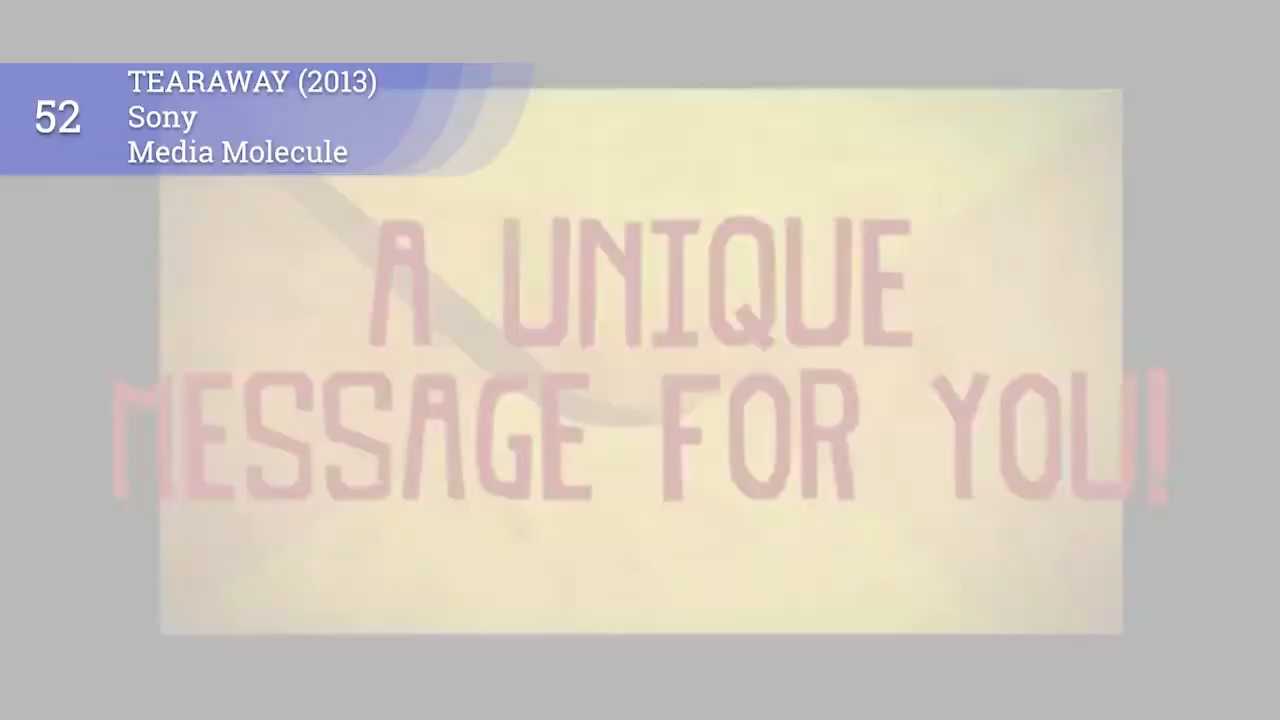 52
TEARAWAY (2013)
Sony
Media Molecule
A UNIQUE
MESSAGE FOR YOU!